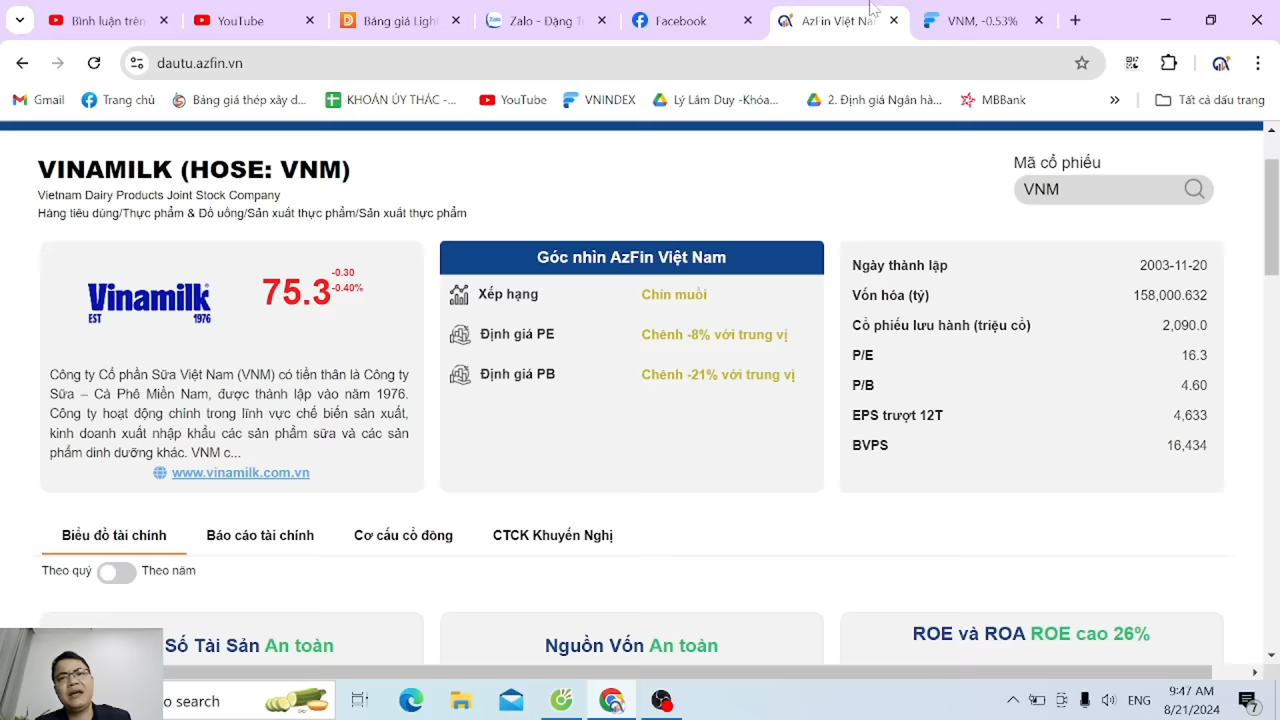 Bình luận trên
YouTube
Bảng giá Ligh
Zalo - Đặng T
Facebook
AzFin Việt Na
VNM, -0.53%
dautu.azfin.vn
Gmail
Trang chủ
Bảng giá thép xây d...
KHOÁN ỦY THÁC -...
YouTube
VNINDEX
Lý Lâm Duy -Khóa...
2. Định giá Ngân hà...
MBBank
Tất cả dấu trang
VINAMILK (HOSE: VNM)
Vietnam Dairy Products Joint Stock Company
Hàng tiêu dùng/Thực phẩm & Đồ uống/Sản xuất thực phẩm/Sản xuất thực phẩm
Mã cổ phiếu
VNM
Vinamilk
EST 1976
75.3
-0.30
-0.40%
Công ty Cổ phần Sữa Việt Nam (VNM) có tiền thân là Công ty
Sữa – Cà Phê Miền Nam, được thành lập vào năm 1976.
Công ty hoạt động chính trong lĩnh vực chế biến sản xuất,
kinh doanh xuất nhập khẩu các sản phẩm sữa và các sản
phẩm dinh dưỡng khác. VNM c...
www.vinamilk.com.vn
Góc nhìn AzFin Việt Nam
Xếp hạng Chín muồi
Định giá PE Chênh -8% với trung vị
Định giá PB Chênh -21% với trung vị
Ngày thành lập 2003-11-20
Vốn hóa (tỷ) 158,000.632
Cổ phiếu lưu hành (triệu cổ) 2,090.0
P/E 16.3
P/B 4.60
EPS trượt 12T 4,633
BVPS 16,434
Biểu đồ tài chính
Báo cáo tài chính
Cơ cấu cổ đông
CTCK Khuyến Nghị
Theo quý
Theo năm
Số Tài Sản An toàn
Nguồn Vốn An toàn
ROE và ROA ROE cao 26%
o search
ENG
9:47 AM
8/21/2024
7